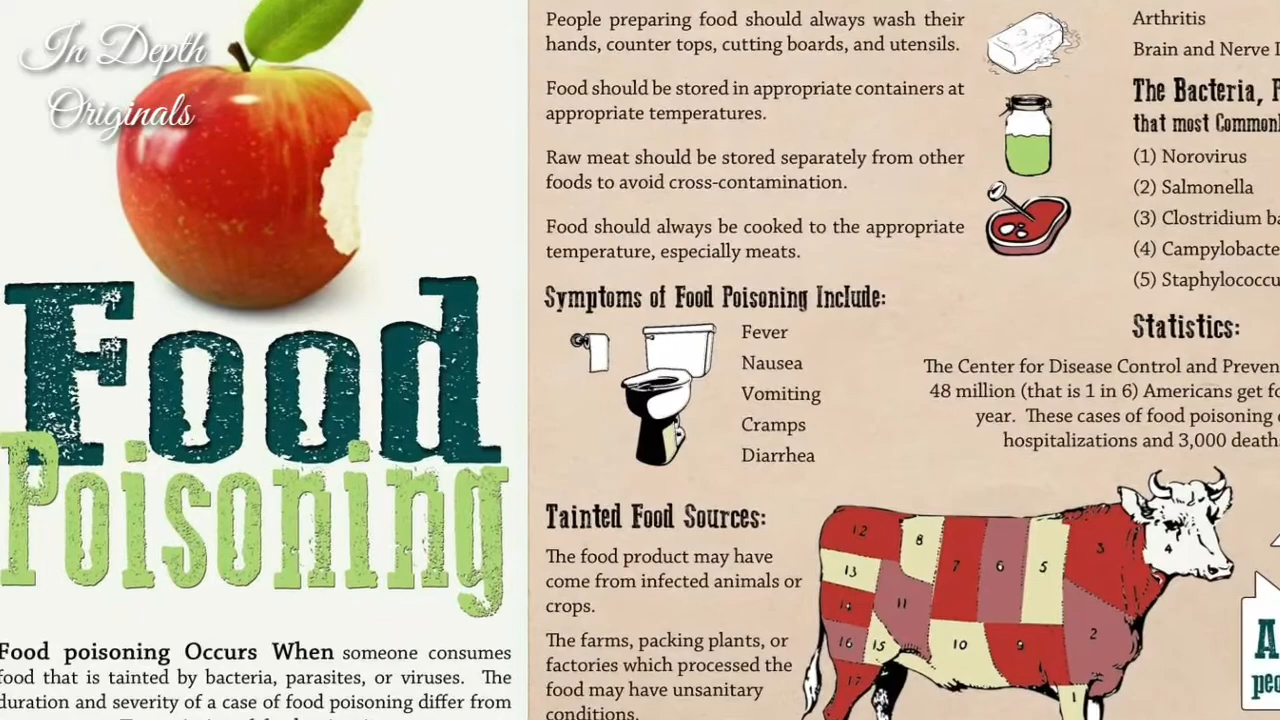 In Depth
Originals
Food
Poisoning
Food poisoning Occurs When someone consumes
food that is tainted by bacteria, parasites, or viruses. The
duration and severity of a case of food poisoning differ from
People preparing food should always wash their
hands, counter tops, cutting boards, and utensils.
Food should be stored in appropriate containers at
appropriate temperatures.
Raw meat should be stored separately from other
foods to avoid cross-contamination.
Food should always be cooked to the appropriate
temperature, especially meats.
Symptoms of Food Poisoning Include:
Fever
Nausea
Vomiting
Cramps
Diarrhea
Tainted Food Sources:
The food product may have
come from infected animals or
crops.
The farms, packing plants, or
factories which processed the
food may have unsanitary
conditions.
Arthritis
Brain and Nerve
The Bacteria,
that most
(1) Norovirus
(2) Salmonella
(3) Clostridium
(4)
(5)
Statistics:
The Center for Disease Control and
48 million (that is 1 in 6) Americans get
year. These cases of food poisoning
hospitalizations and 3,000
12
8
7
6
5
3
4
13
14
11
16
15
10
9
2
17
1